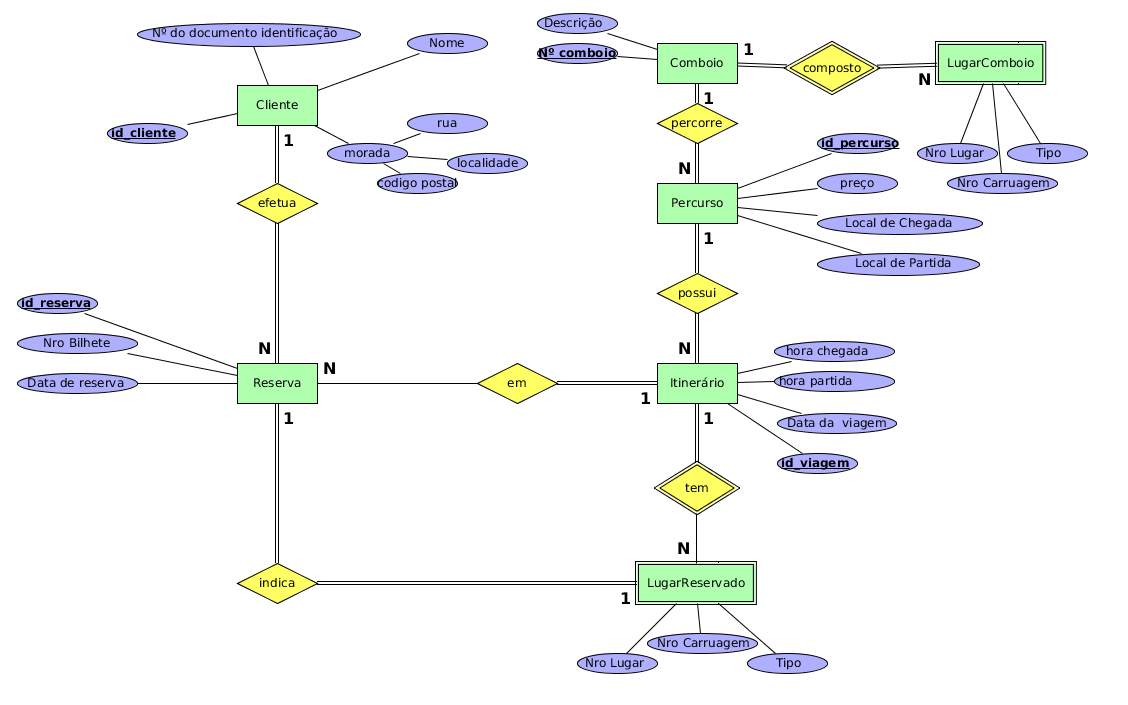 Nº do documento identificação
Nome
Cliente
id_cliente
1
rua
morada
localidade
codigo postal
efetua
N
Descrição
Nº comboio
Comboio
1
composto
N
LugarComboio
Nro Lugar
Nro Carruagem
Tipo
1
percorre
N
id_percurso
preço
Percurso
Local de Chegada
Local de Partida
1
possui
N
id_reserva
Nro Bilhete
Data de reserva
Reserva
N
em
1
Itinerário
hora chegada
hora partida
Data da  viagem
id_viagem
1
tem
N
1
indica
1
LugarReservado
Nro Lugar
Nro Carruagem
Tipo